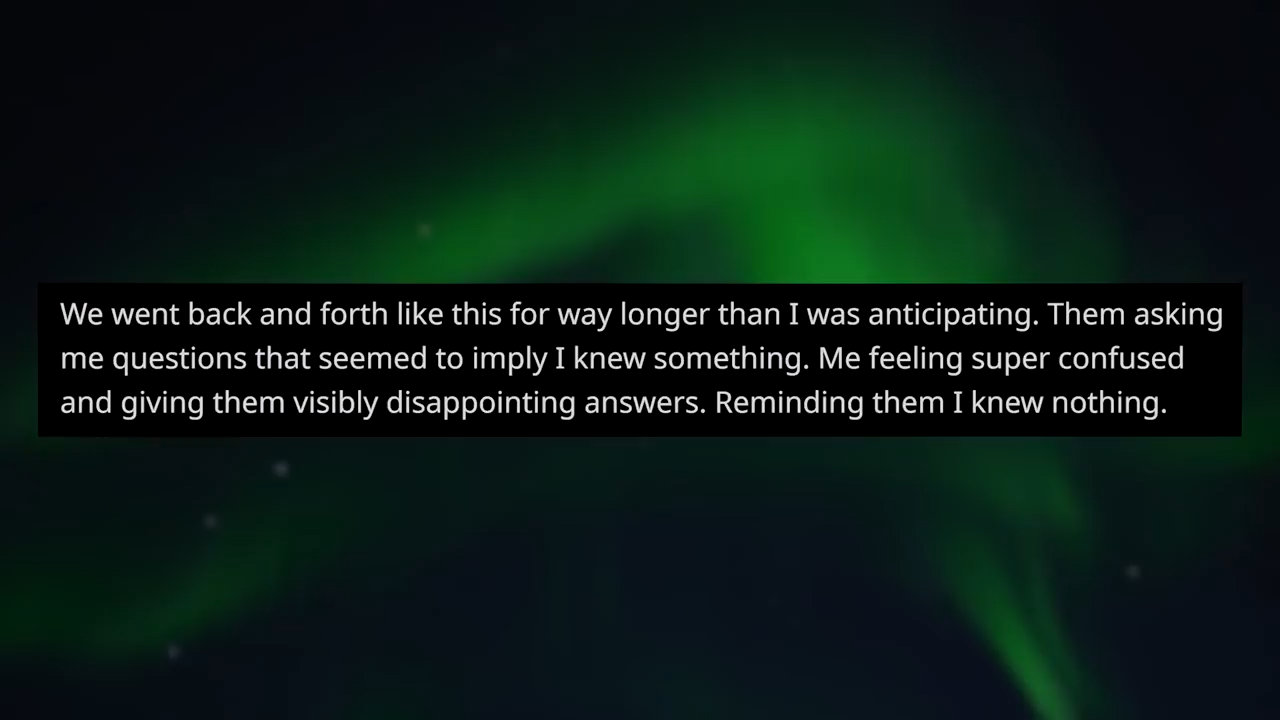 We went back and forth like this for way longer than I was anticipating. Them asking
me questions that seemed to imply I knew something. Me feeling super confused
and giving them visibly disappointing answers. Reminding them I knew nothing.